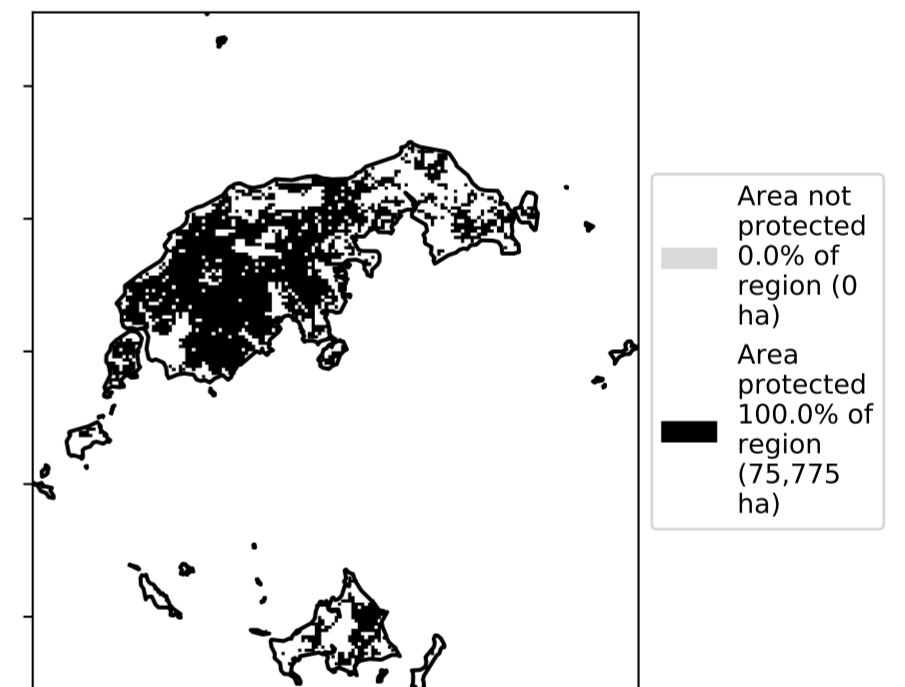 Area not
protected
0.0% of
region (0
ha)
Area
protected
100.0% of
region
(75,775
ha)